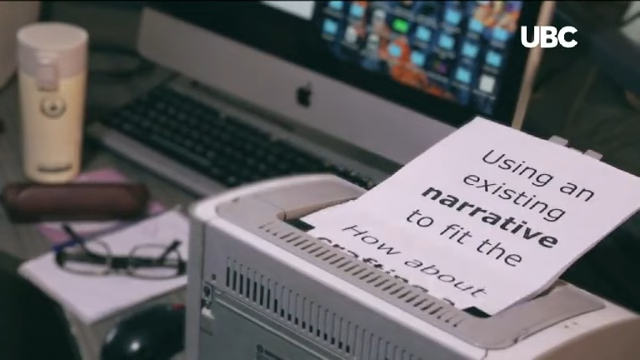 UBC
Using an
existing
narrative
to fit the
How about